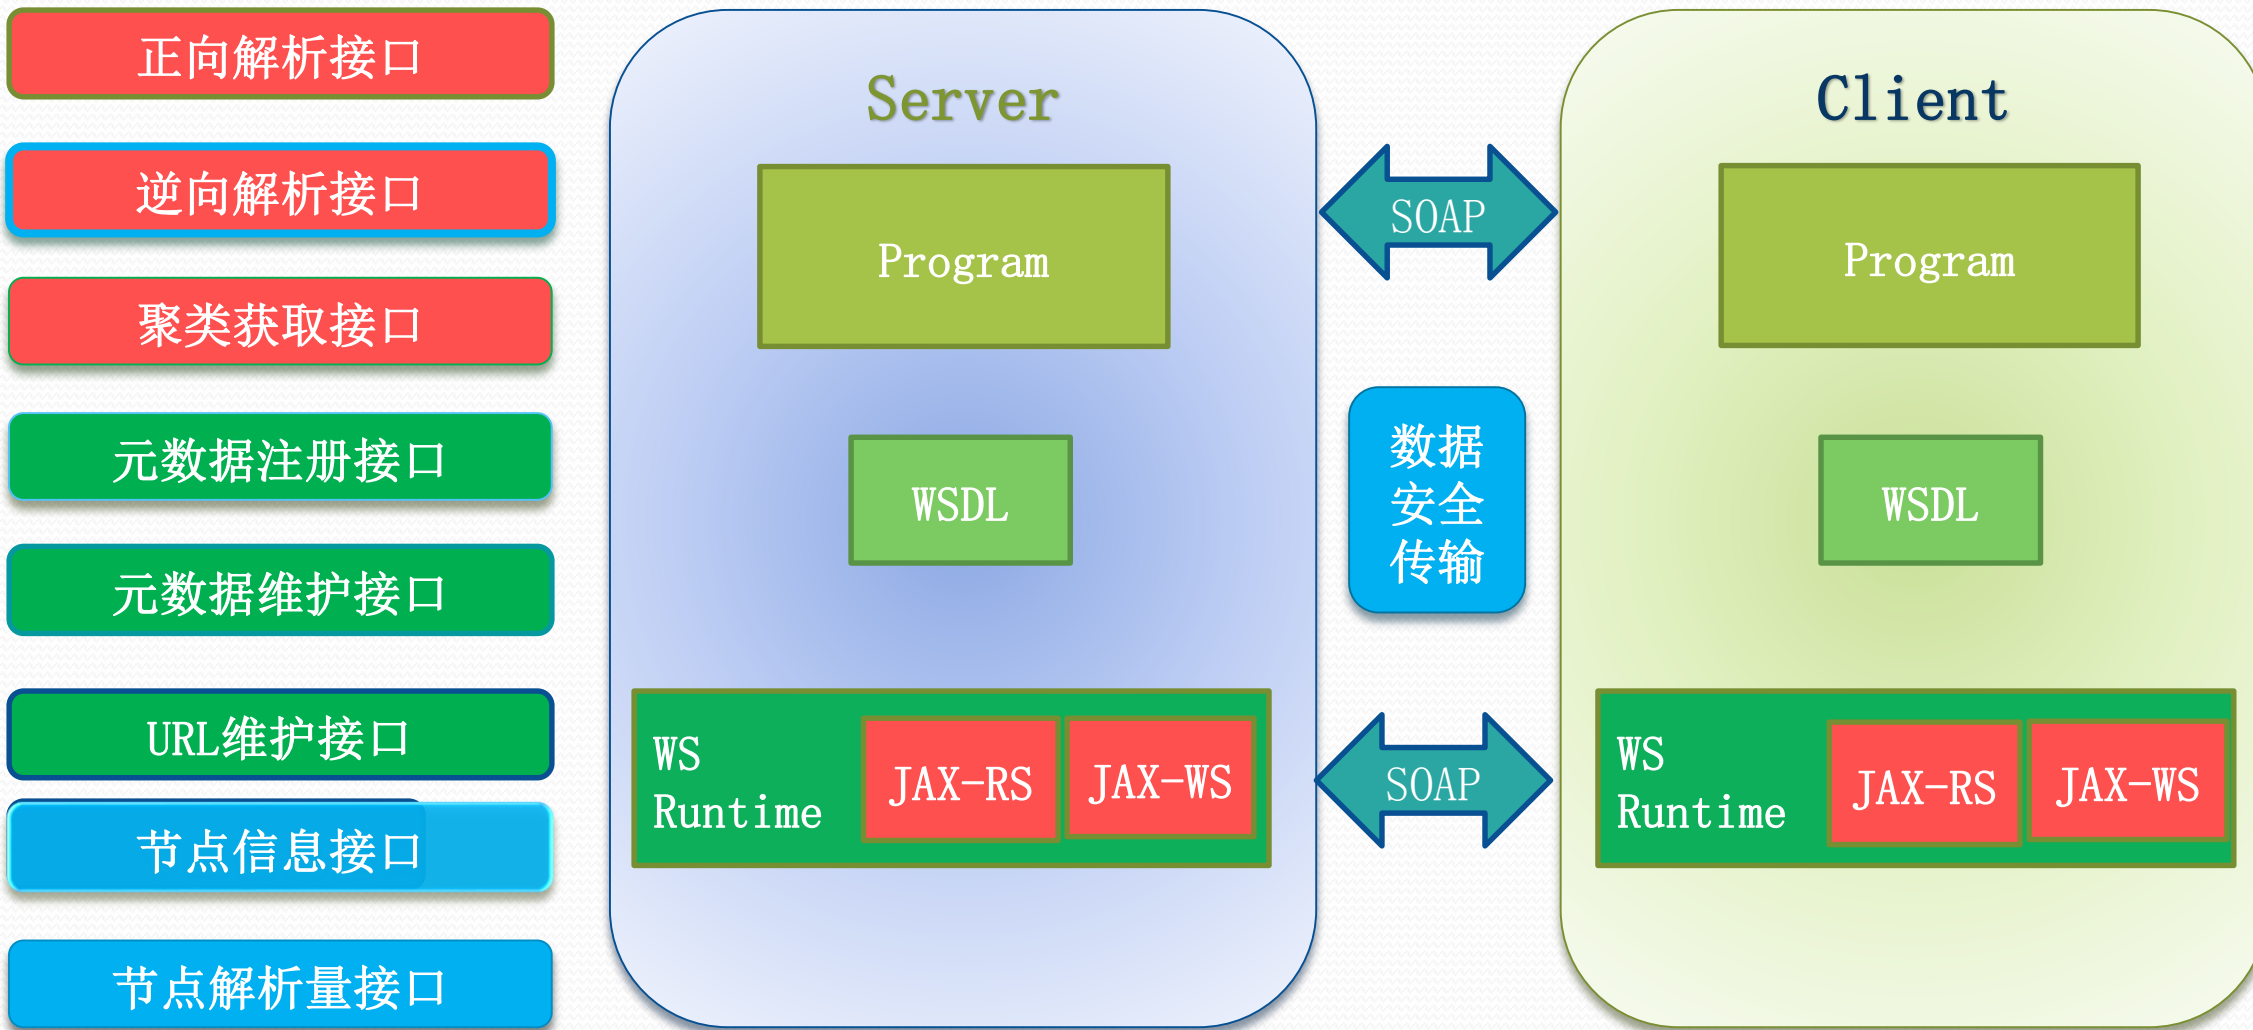 正向解析接口
逆向解析接口
聚类获取接口
元数据注册接口
元数据维护接口
URL维护接口
节点信息接口
节点解析量接口
Server
Program
WSDL
WS
Runtime
JAX-RS
JAX-WS
SOAP
数据
安全
传输
SOAP
Client
Program
WSDL
WS
Runtime
JAX-RS
JAX-WS